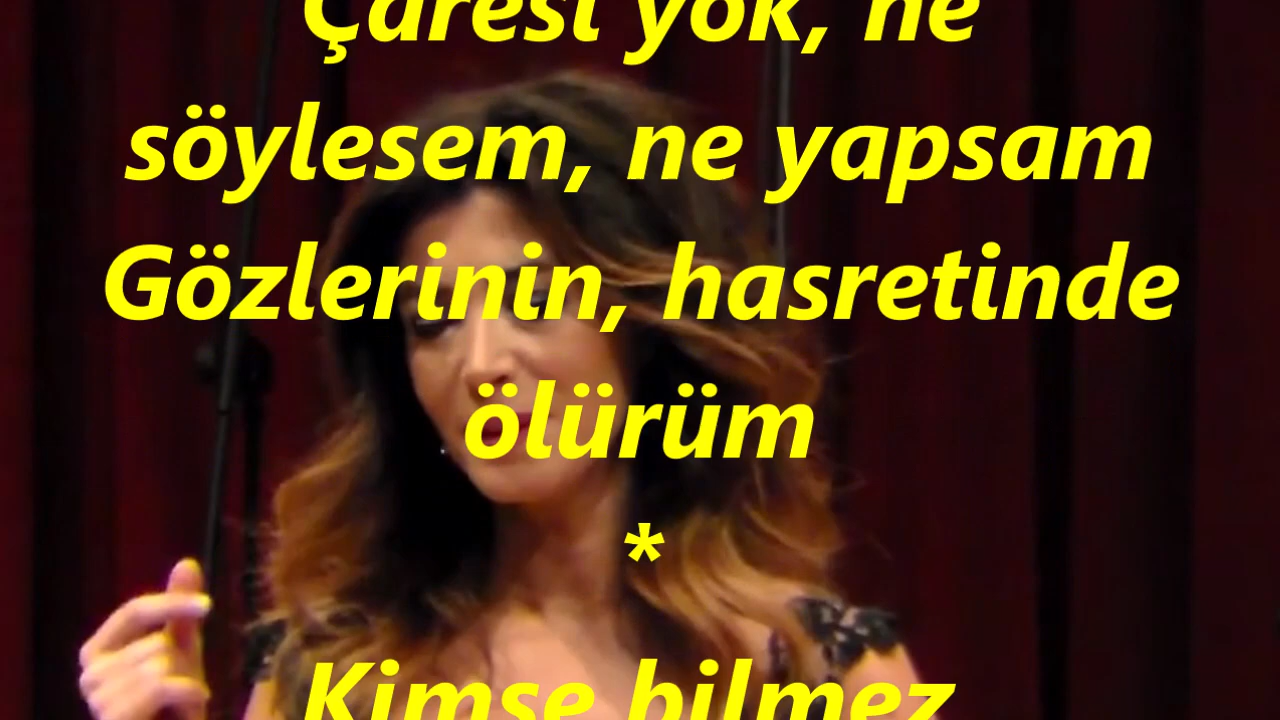 Çaresi yok, ne
söylesem, ne yapsam
Gözlerinin, hasretinde
ölürüm
*
Kimse bilmez